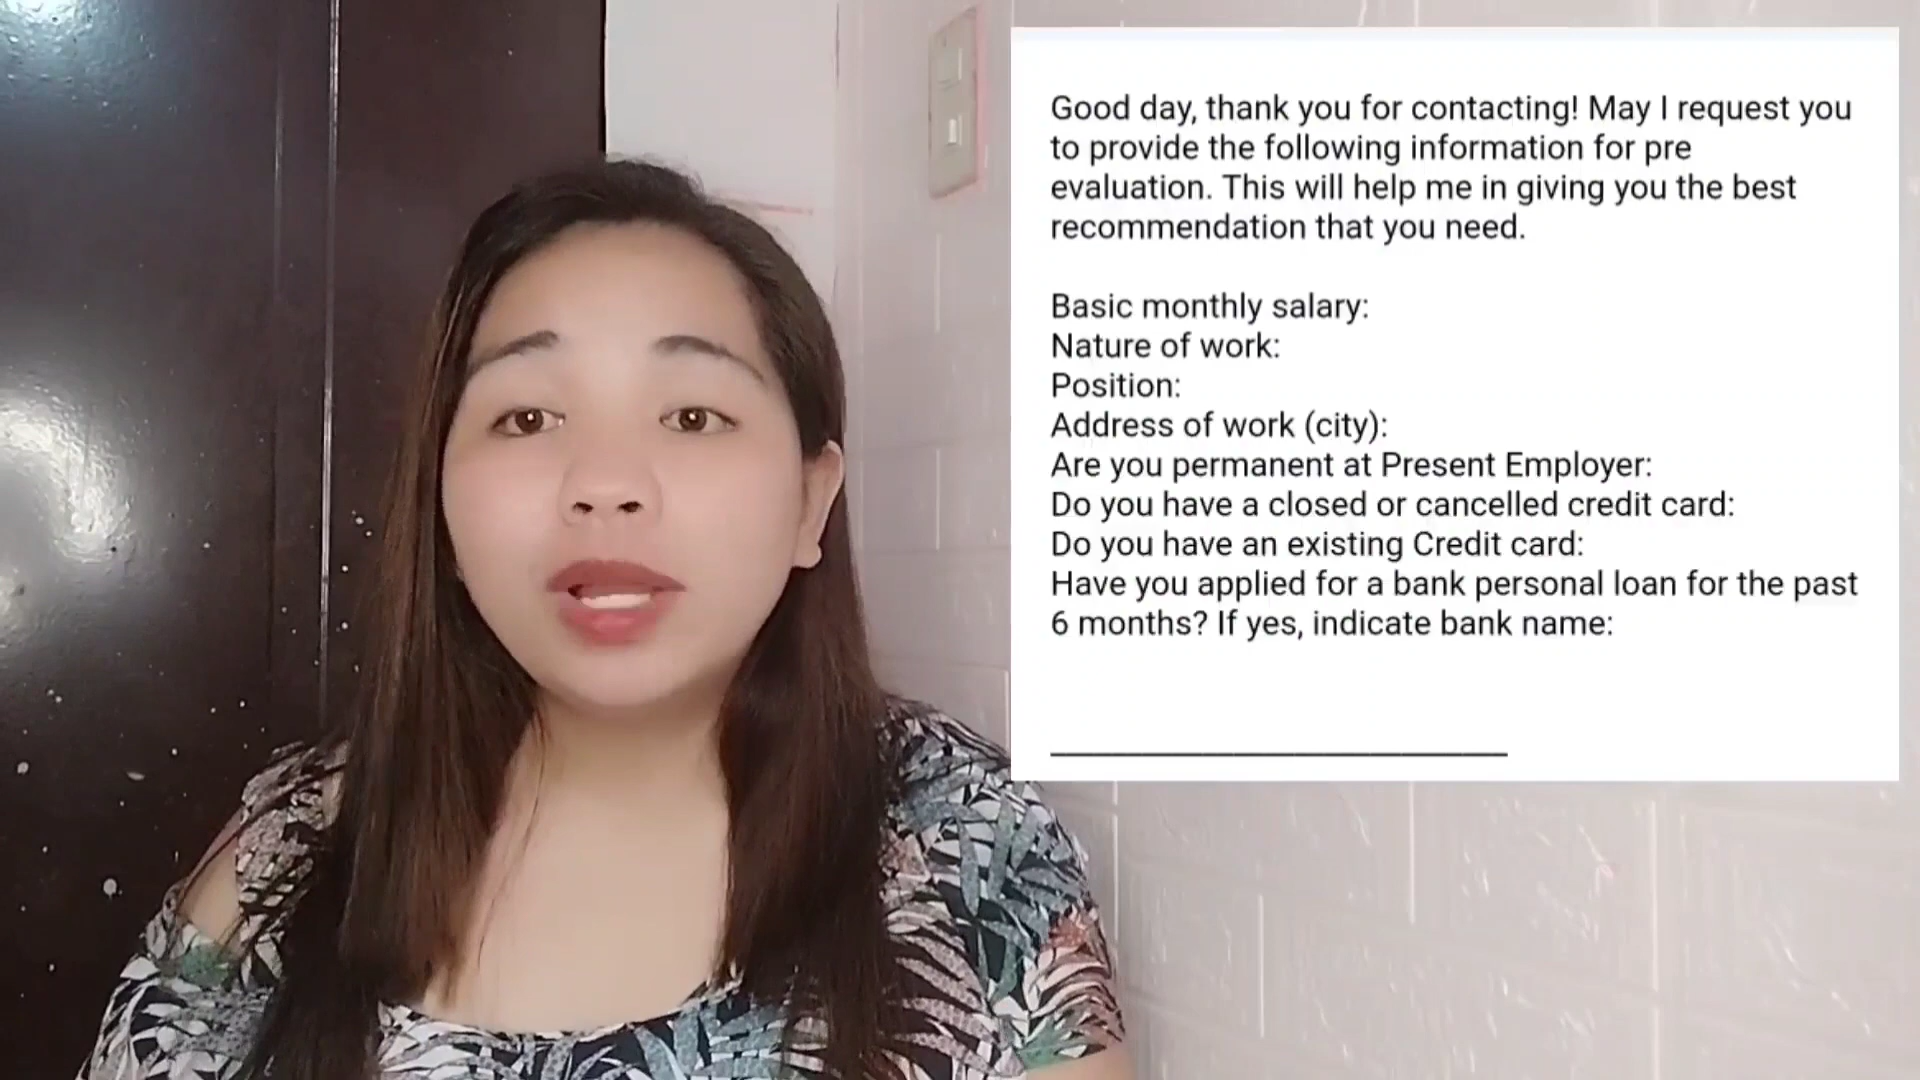 Good day, thank you for contacting! May I request you
to provide the following information for pre
evaluation. This will help me in giving you the best
recommendation that you need.
Basic monthly salary:
Nature of work:
Position:
Address of work (city):
Are you permanent at Present Employer:
Do you have a closed or cancelled credit card:
Do you have an existing Credit card:
Have you applied for a bank personal loan for the past
6 months? If yes, indicate bank name: